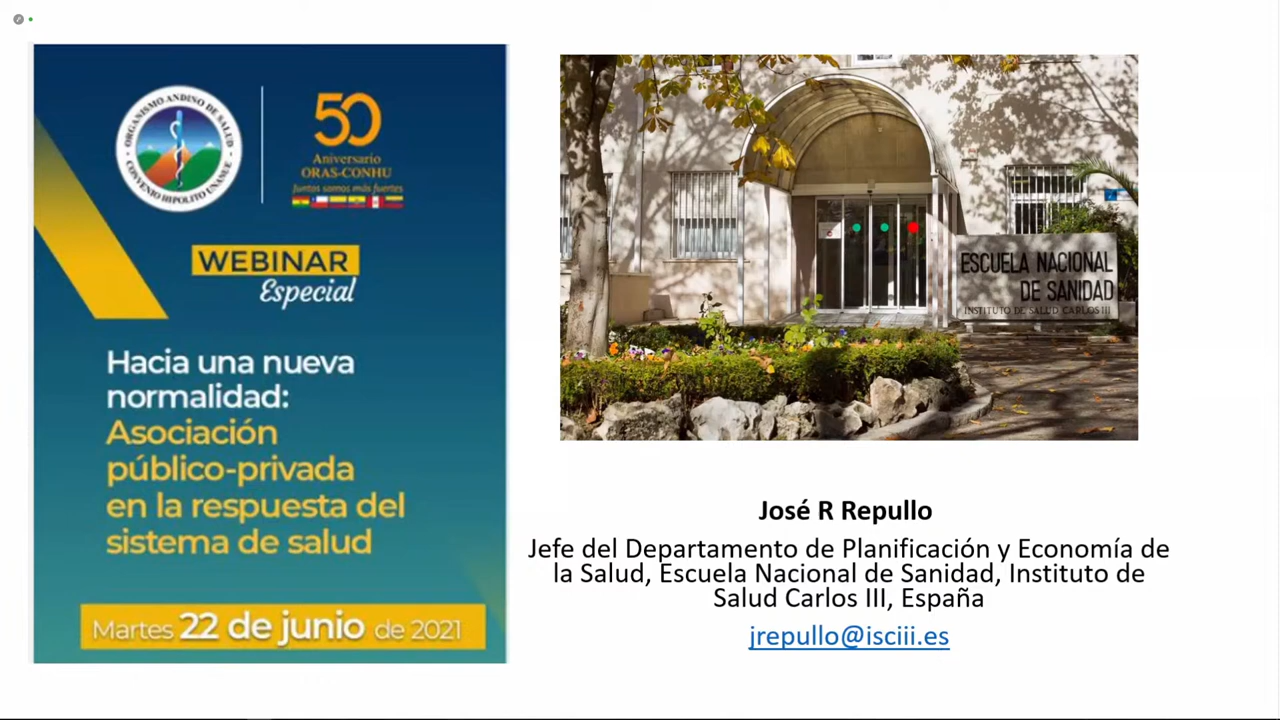 ORGANISMO ANDINO DE SALUD
CONVENIO HIPOLITO UNANUE
50
Aniversario
ORAS-CONHU
Juntos somos más fuertes
WEBINAR
Especial
Hacia una nueva
normalidad:
Asociación
público-privada
en la respuesta del
sistema de salud
Martes 22 de junio de 2021
ESCUELA NACIONAL
DE SANIDAD
INSTITUTO DE SALUD CARLOS III
José R Repullo
Jefe del Departamento de Planificación y Economía de
la Salud, Escuela Nacional de Sanidad, Instituto de
Salud Carlos III, España
jrepullo@isciii.es